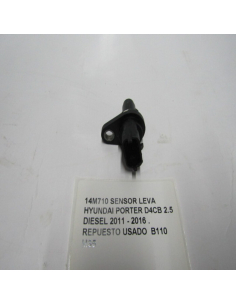 14M710 SENSOR LEVA
HYUNDAI PORTER D4CB 2.5
DIESEL 2011 - 2016 .
REPUESTO USADO B110